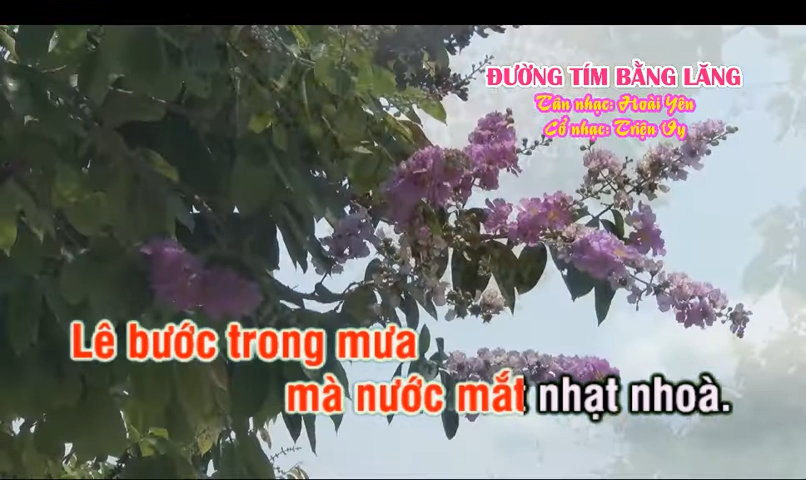 ĐƯỜNG TÍM BẰNG LĂNG
Tân nhạc: Hoài Yên
Cổ nhạc: Triệu Vy
Lê bước trong mưa
mà nước mắt nhạt nhoà.